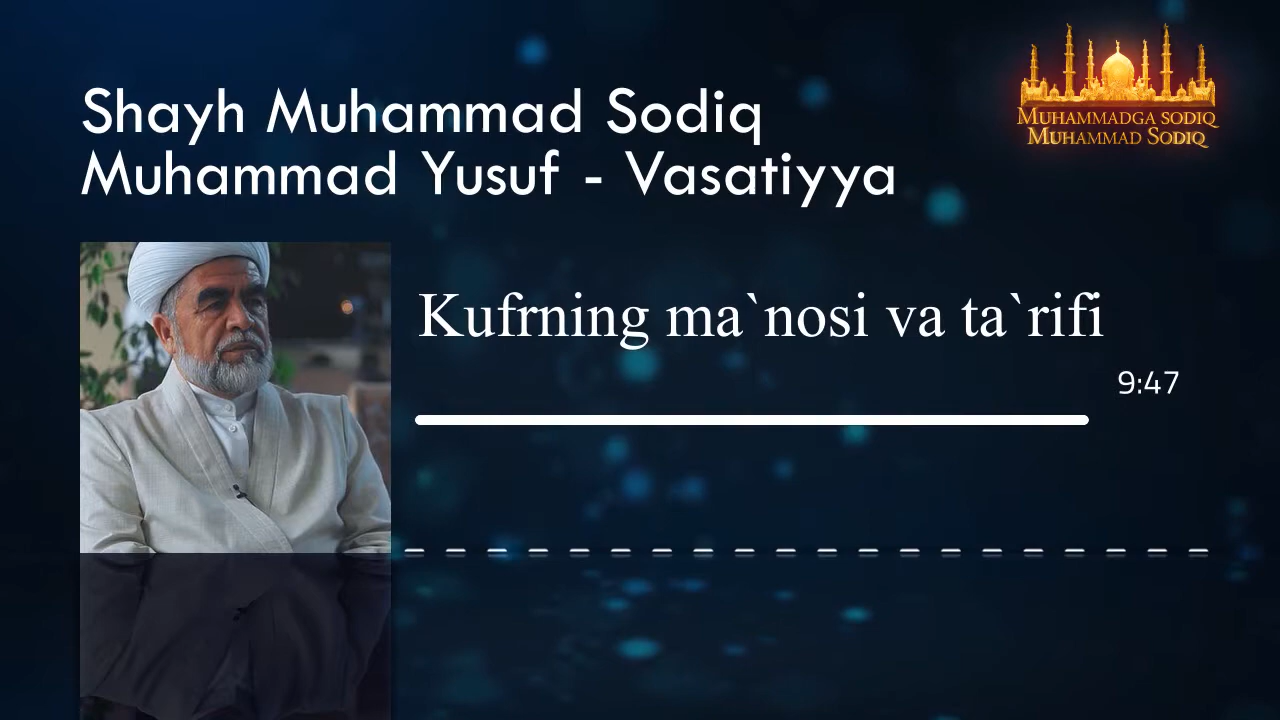 Shayh Muhammad Sodiq
Muhammad Yusuf - Vasatiyya
MUHAMMADGA SODIQ
MUHAMMAD SODIQ
Kufrning ma`nosi va ta`rifi
9:47